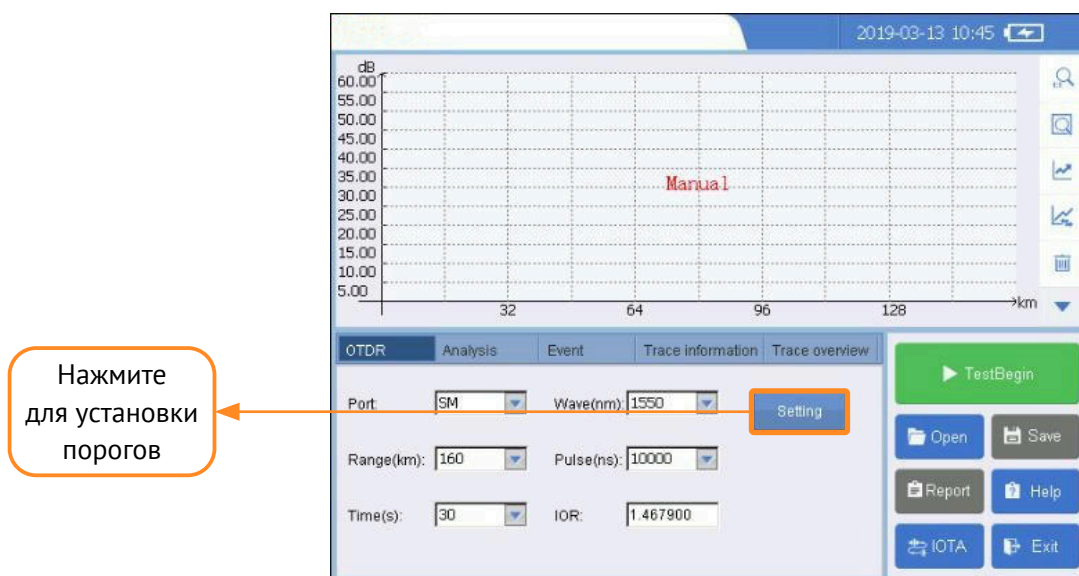 2019-03-13 10:45
dB
60.00
55.00
50.00
45.00
40.00
35.00
30.00
25.00
20.00
15.00
10.00
5.00
Manual
32 64 96 128 km
OTDR Analysis Event Trace information Trace overview
Port: SM Wave(nm): 1550 Setting
Range(km): 160 Pulse(ns): 10000
Time(s): 30 IOR: 1.467900
TestBegin
Open Save
Report Help
IOTA Exit
Нажмите
для установки
порогов